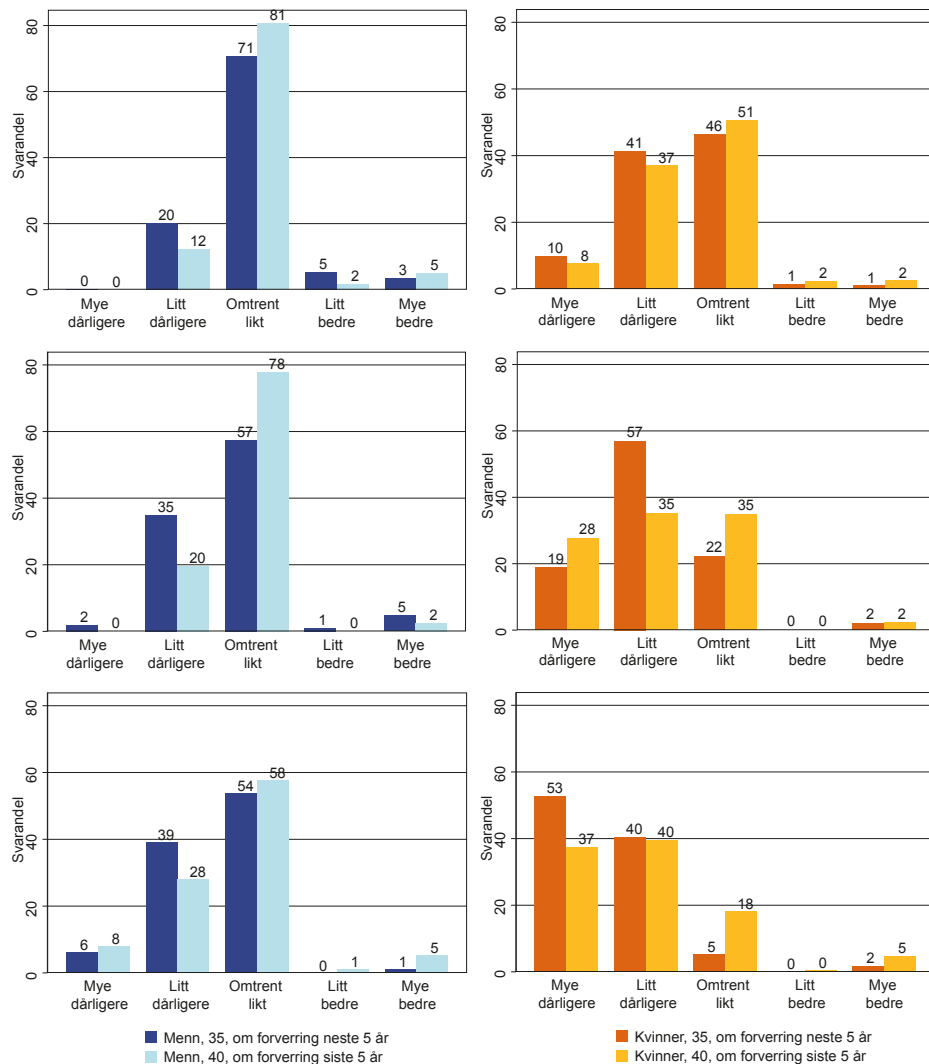 Svarandel
80
60
40
20
0
0 0
20 12
71 81
5 2
3 5
Mye dårligere
Litt dårligere
Omtrent likt
Litt bedre
Mye bedre
Svarandel
80
60
40
20
0
10 8
41 37
46 51
1 2
1 2
Mye dårligere
Litt dårligere
Omtrent likt
Litt bedre
Mye bedre
Svarandel
80
60
40
20
0
2 0
35 20
57 78
1 0
5 2
Mye dårligere
Litt dårligere
Omtrent likt
Litt bedre
Mye bedre
Svarandel
80
60
40
20
0
19 28
57 35
22 35
0 0
2 2
Mye dårligere
Litt dårligere
Omtrent likt
Litt bedre
Mye bedre
Svarandel
80
60
40
20
0
6 8
39 28
54 58
0 1
1 5
Mye dårligere
Litt dårligere
Omtrent likt
Litt bedre
Mye bedre
Svarandel
80
60
40
20
0
53 37
40 40
5 18
0 0
2 5
Mye dårligere
Litt dårligere
Omtrent likt
Litt bedre
Mye bedre
Menn, 35, om forverring neste 5 år
Menn, 40, om forverring siste 5 år
Kvinner, 35, om forverring neste 5 år
Kvinner, 40, om forverring siste 5 år